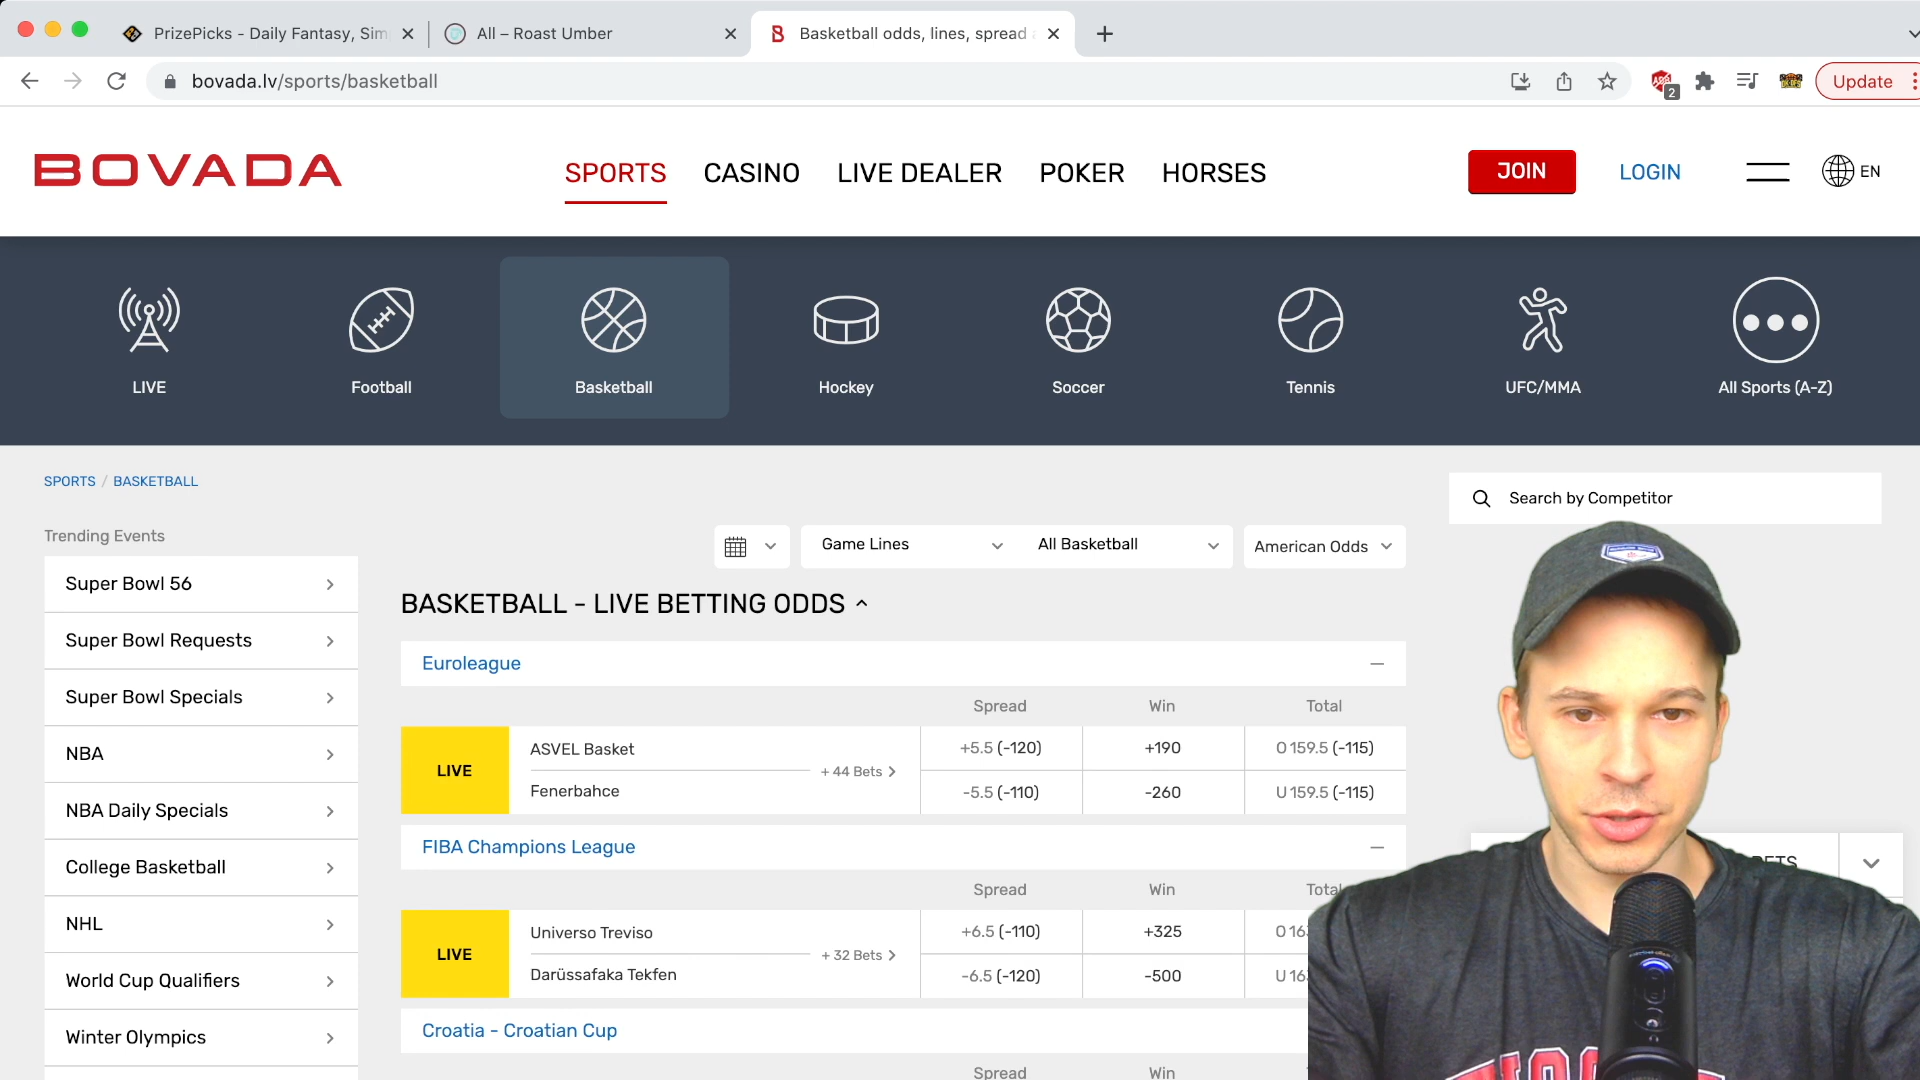 PrizePicks - Daily Fantasy, Sim
All – Roast Umber
Basketball odds, lines, spread
bovada.lv/sports/basketball
2
Update
BOVADA
SPORTS
CASINO
LIVE DEALER
POKER
HORSES
JOIN
LOGIN
EN
LIVE
Football
Basketball
Hockey
Soccer
Tennis
UFC/MMA
All Sports (A-Z)
SPORTS / BASKETBALL
Search by Competitor
Trending Events
Super Bowl 56
Super Bowl Requests
Super Bowl Specials
NBA
NBA Daily Specials
College Basketball
NHL
World Cup Qualifiers
Winter Olympics
Game Lines
All Basketball
American Odds
BASKETBALL - LIVE BETTING ODDS
Euroleague
Spread Win Total
LIVE
ASVEL Basket
Fenerbahce
+ 44 Bets
+5.5 (-120) +190 O 159.5 (-115)
-5.5 (-110) -260 U 159.5 (-115)
FIBA Champions League
Spread Win Total
LIVE
Universo Treviso
Darüssafaka Tekfen
+ 32 Bets
+6.5 (-110) +325 O
-6.5 (-120) -500 U
Croatia - Croatian Cup
Spread Win